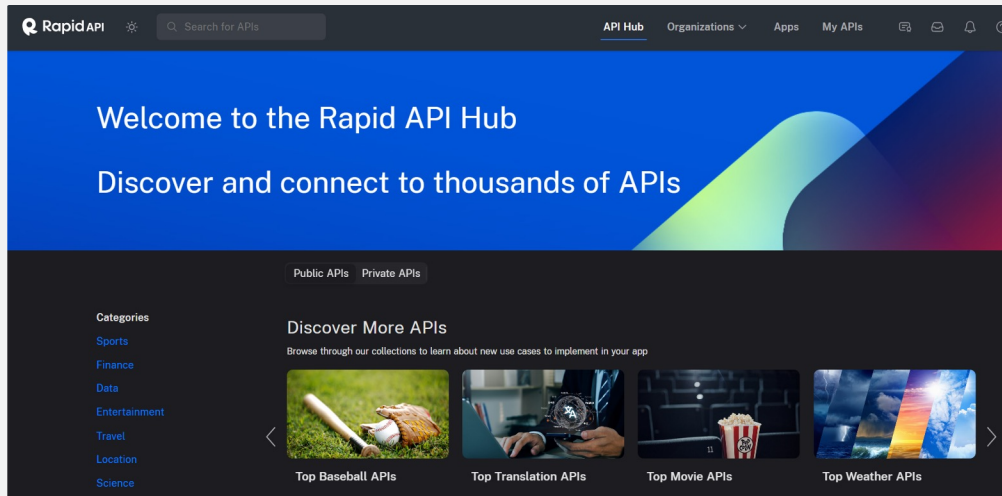 Rapid API
Search for APIs
API Hub
Organizations
Apps
My APIs
Welcome to the Rapid API Hub
Discover and connect to thousands of APIs
Public APIs
Private APIs
Categories
Sports
Finance
Data
Entertainment
Travel
Location
Science
Discover More APIs
Browse through our collections to learn about new use cases to implement in your app
11
Top Baseball APIs
Top Translation APIs
Top Movie APIs
Top Weather APIs